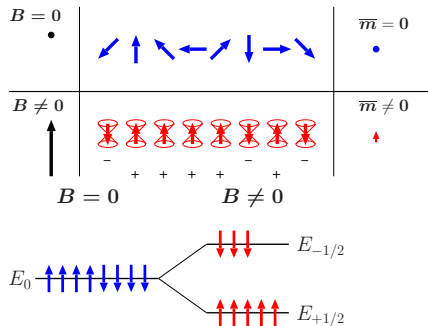 B = 0
m̅ = 0
B ≠ 0
m̅ ≠ 0
− + + + + − + −
B = 0 B ≠ 0
E₋₁/₂
E₀
E₊₁/₂